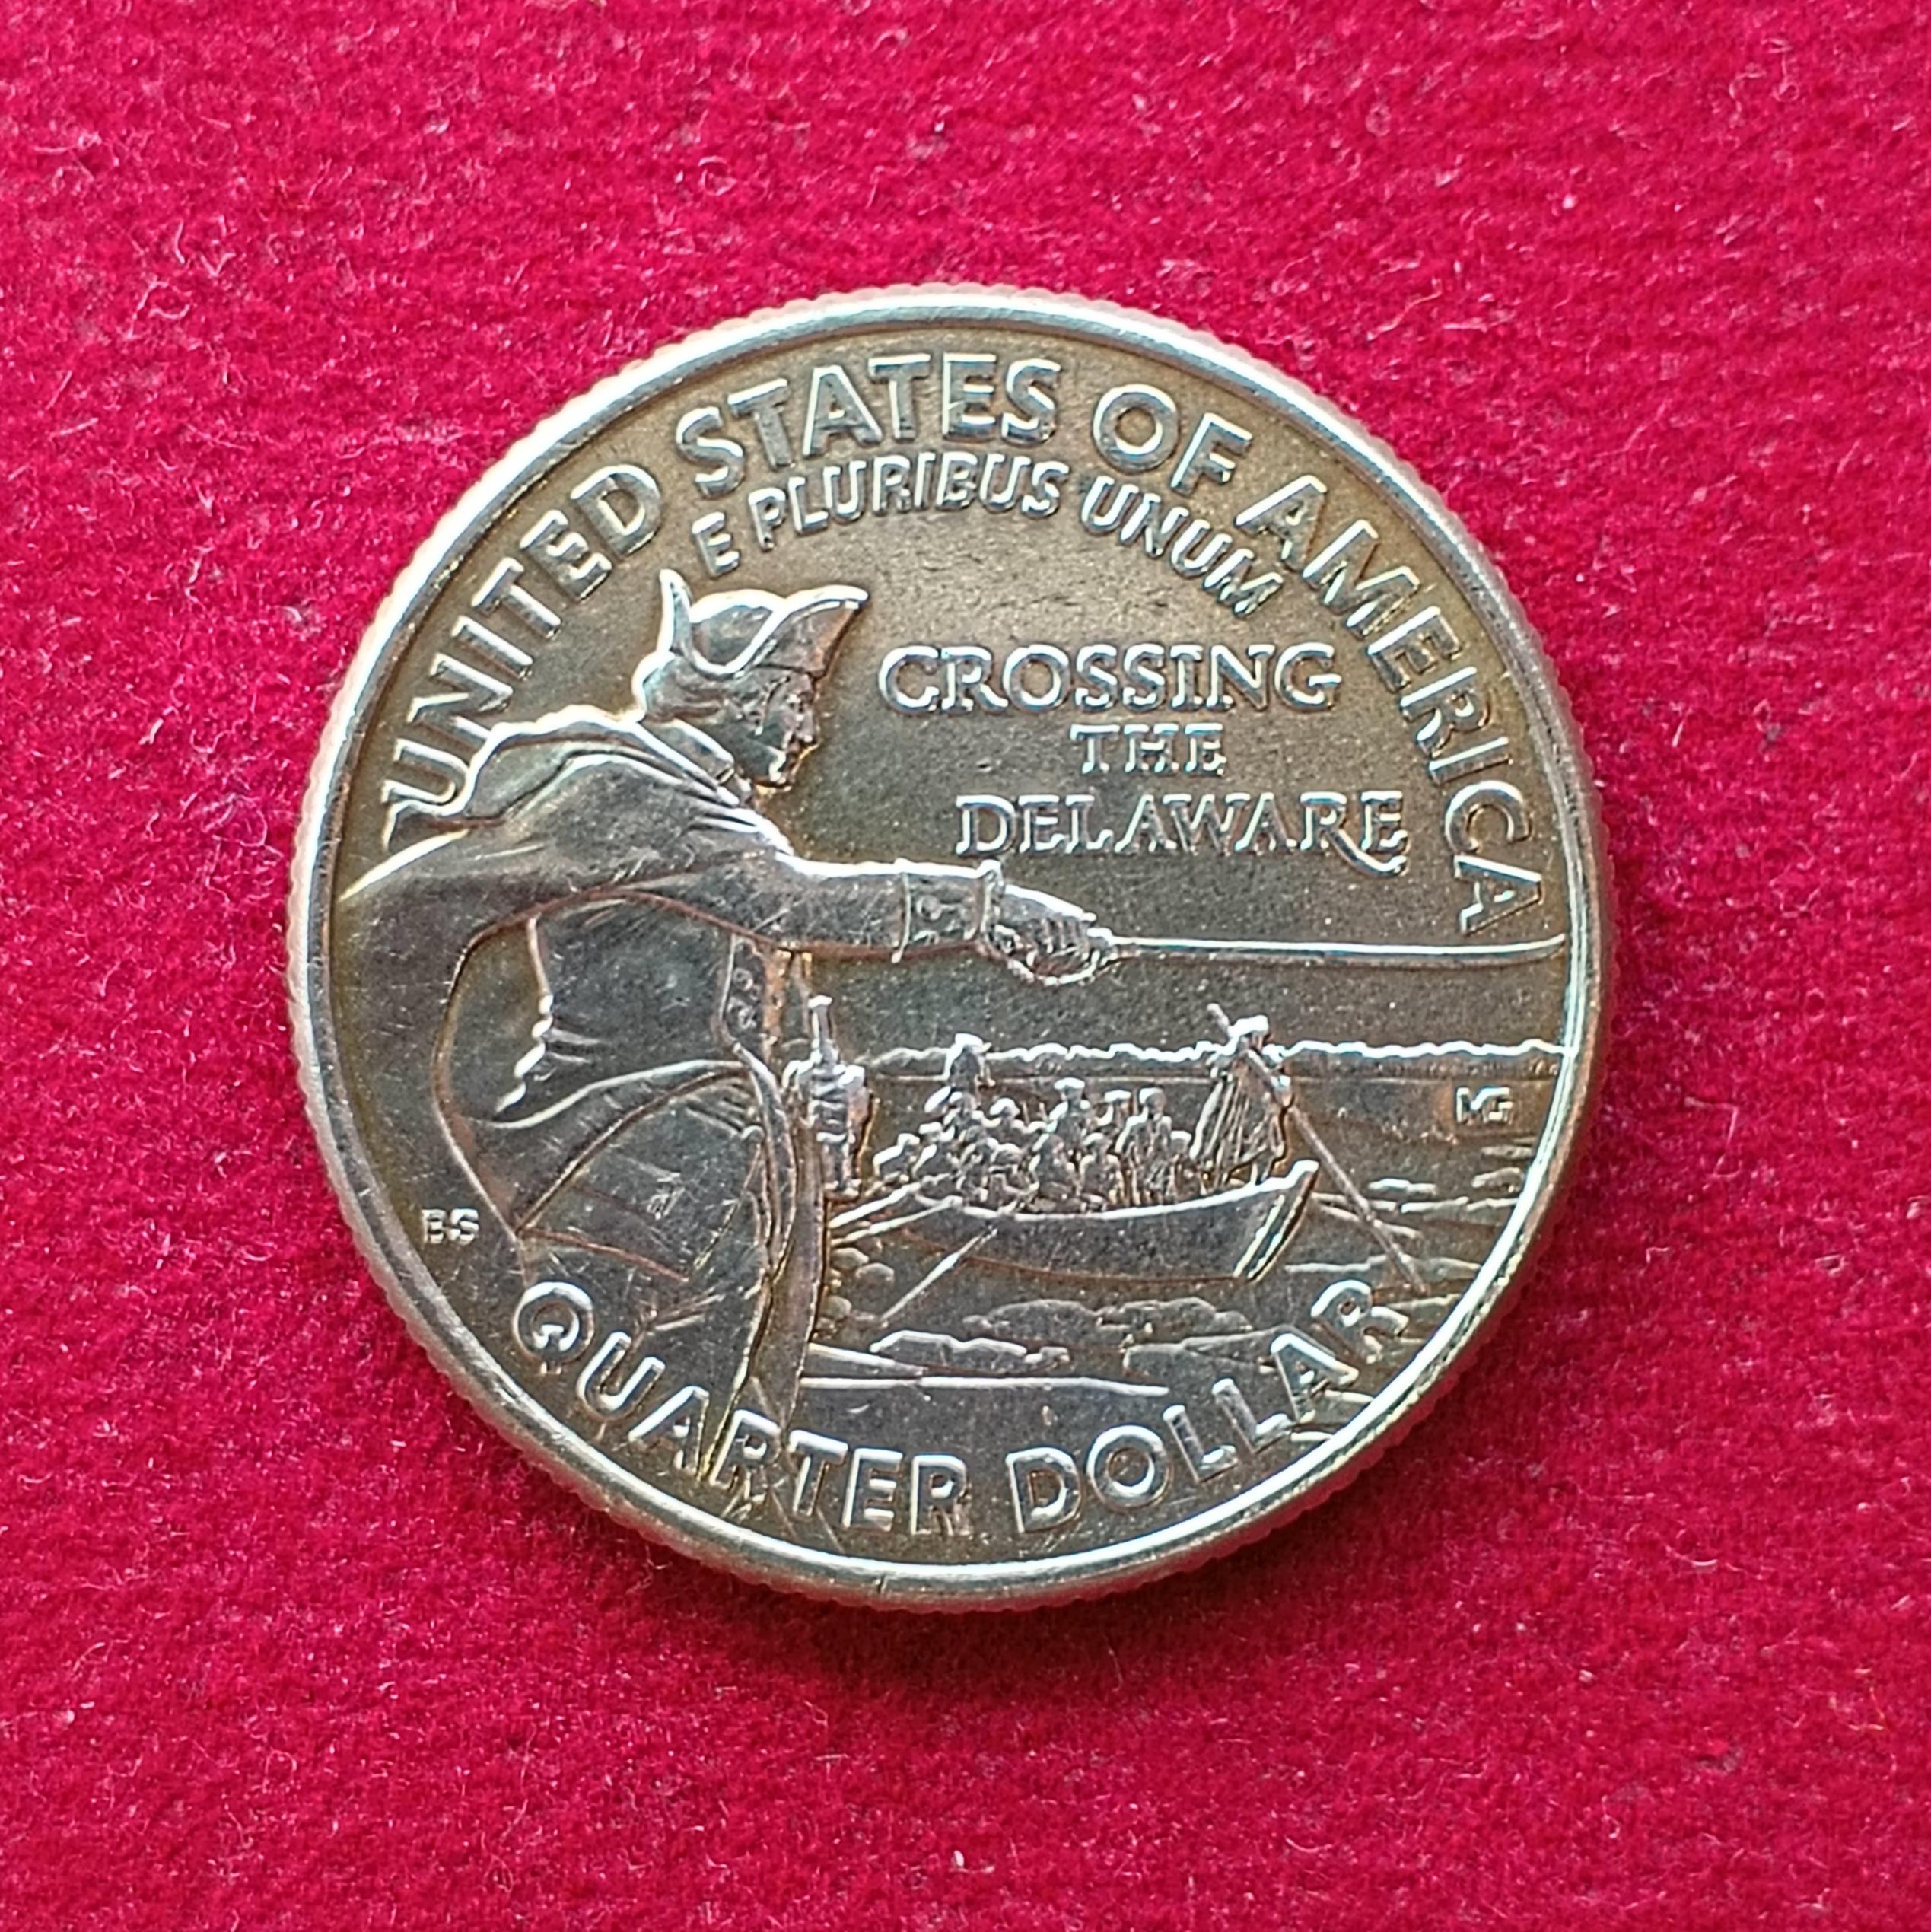 UNITED STATES OF AMERICA
E PLURIBUS UNUM
CROSSING
THE
DELAWARE
MG
BS
QUARTER DOLLAR